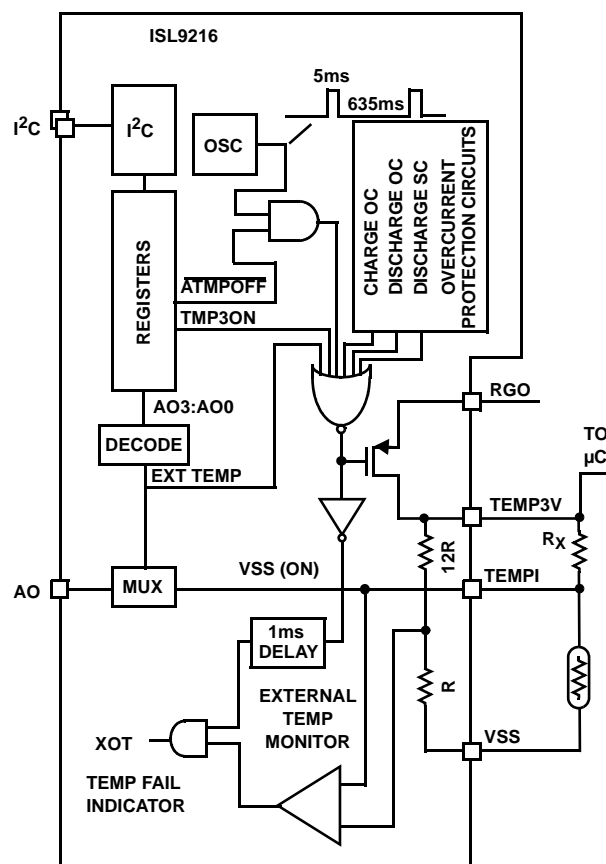 ISL9216
5ms
635ms
I²C
I²C
OSC
CHARGE OC
DISCHARGE OC
DISCHARGE SC
OVERCURRENT
PROTECTION CIRCUITS
REGISTERS
ATMPOFF
TMP3ON
RGO
AO3:AO0
TO
µC
DECODE
EXT TEMP
TEMP3V
RX
12R
VSS (ON)
TEMPI
AO
MUX
1ms
DELAY
R
EXTERNAL
TEMP
MONITOR
VSS
XOT
TEMP FAIL
INDICATOR